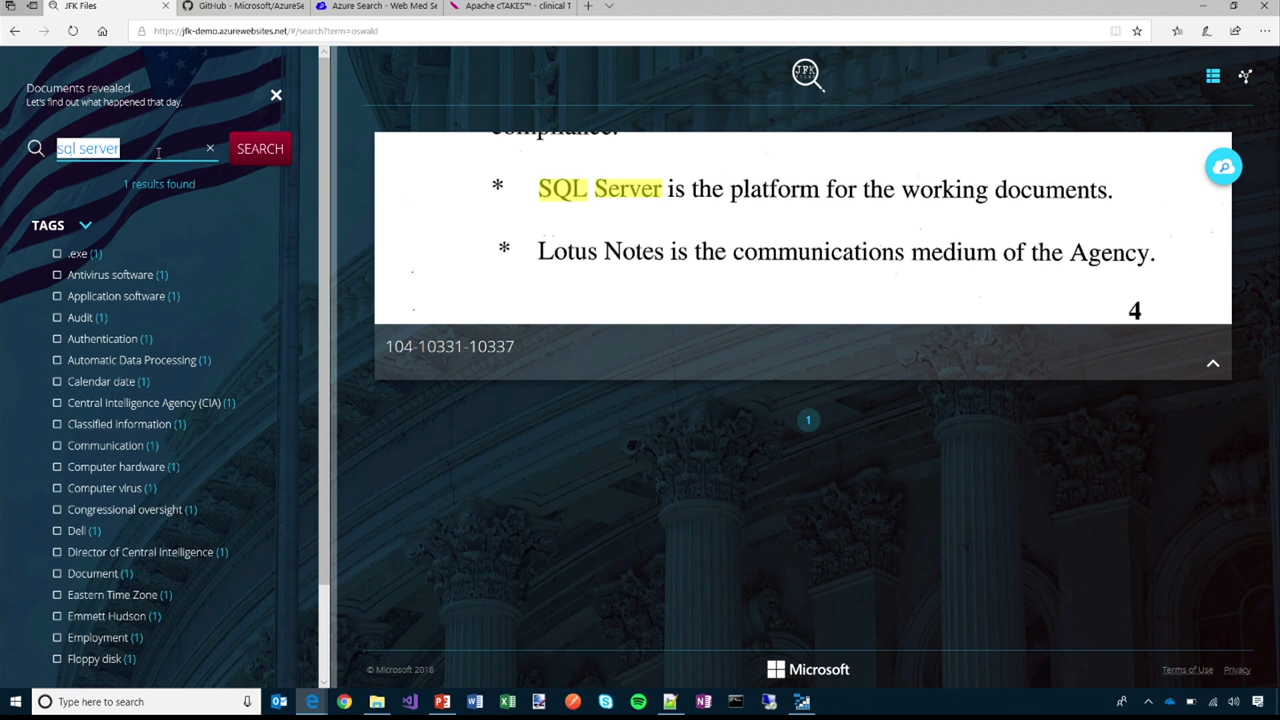 JFK Files
GitHub - Microsoft/AzureSe
Azure Search - Web Med Se
Apache cTAKES™ - clinical T
https://jfk-demo.azurewebsites.net/#/search?term=oswald
Documents revealed.
Let's find out what happened that day.
sql server
SEARCH
1 results found
TAGS
.exe (1)
Antivirus software (1)
Application software (1)
Audit (1)
Authentication (1)
Automatic Data Processing (1)
Calendar date (1)
Central Intelligence Agency (CIA) (1)
Classified information (1)
Communication (1)
Computer hardware (1)
Computer virus (1)
Congressional oversight (1)
Dell (1)
Director of Central Intelligence (1)
Document (1)
Eastern Time Zone (1)
Emmett Hudson (1)
Employment (1)
Floppy disk (1)
JFK
compliance.
* SQL Server is the platform for the working documents.
* Lotus Notes is the communications medium of the Agency.
4
104-10331-10337
1
© Microsoft 2018
Microsoft
Terms of Use
Privacy
Type here to search